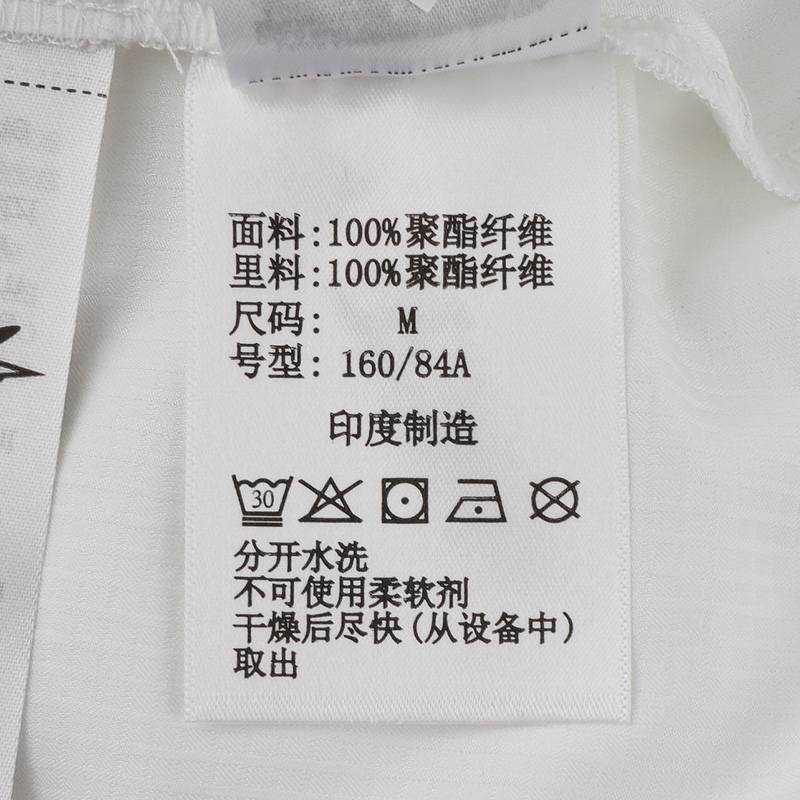 面料:100%聚酯纤维
里料:100%聚酯纤维
尺码: M
号型: 160/84A
印度制造
30
分开水洗
不可使用柔软剂
干燥后尽快(从设备中)
取出